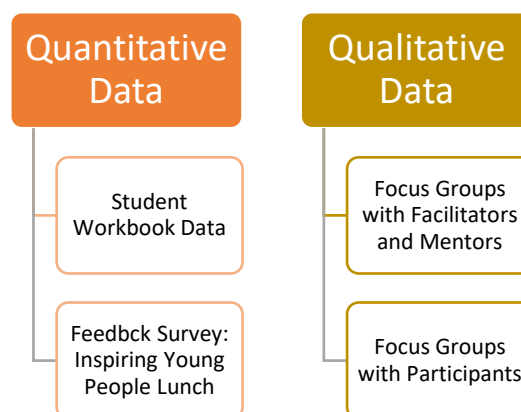 Quantitative
Data
Student
Workbook Data
Feedbck Survey:
Inspiring Young
People Lunch
Qualitative
Data
Focus Groups
with Facilitators
and Mentors
Focus Groups
with Participants